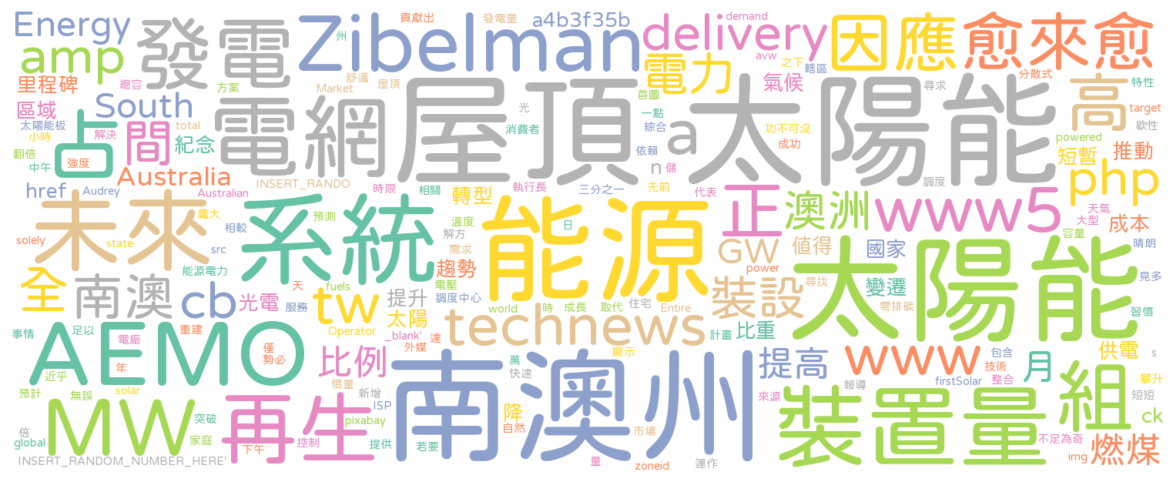 Energy
amp
發電
Zibelman
貢獻出
發電量
a4b3f35b
delivery
demand
avw
之下
因應
愈來愈
里程碑
總容
州
方案
舒適
Market
屋頂
電力
首圖
氣候
轄區
尋求
分散式
特性
區域
South
太陽能板
小時
解決
占
間
紀念
total
電網
屋頂
光
消費者
一點
綜合
依賴
a
n
儲
功不可沒
成功
太陽能
高
target
歇性
powered
短暫
推動
翻倍
中午
強度
Australia
href
Audrey
Australian
INSERT_RANDO
時限
相關
執行長
三分之一
先前
代表
調度
php
未來
龐大
相較
系統
預測
轉型
溫度
解方
需求
能源
日
正
澳洲
www5
天氣
大型
容量
成本
晴朗
solely
state
src
全
南澳
能源電力
cb
光電
天
服務
fuels
tw
電壓
調度中心
提升
太陽
趨勢
world
成長
時
取代
住宅
Entire
GW
power
裝設
值得
尋找
零排碳
國家
變遷
太陽能
見多
習慣
事情
足以
電廠
重建
Operator
_blank'
外媒
達
technews
計畫
比重
AEMO
近乎
年
僅
勢必
比例
萬
快速
顯示
南澳州
提高
www
包含
技術
firstSolar
整合
月
供電
s
攀升
預計
無誤
solar
慣量
新增
ISP
pixabay
MW
突破
家庭
再生
下午
控制
提供
若要
降
自然
來源
報導
裝置量
組
短短
ck
倍
global
市場
量
zoneid
運作
不足為奇
img
燃煤
INSERT_RANDOM_NUMBER_HERE'